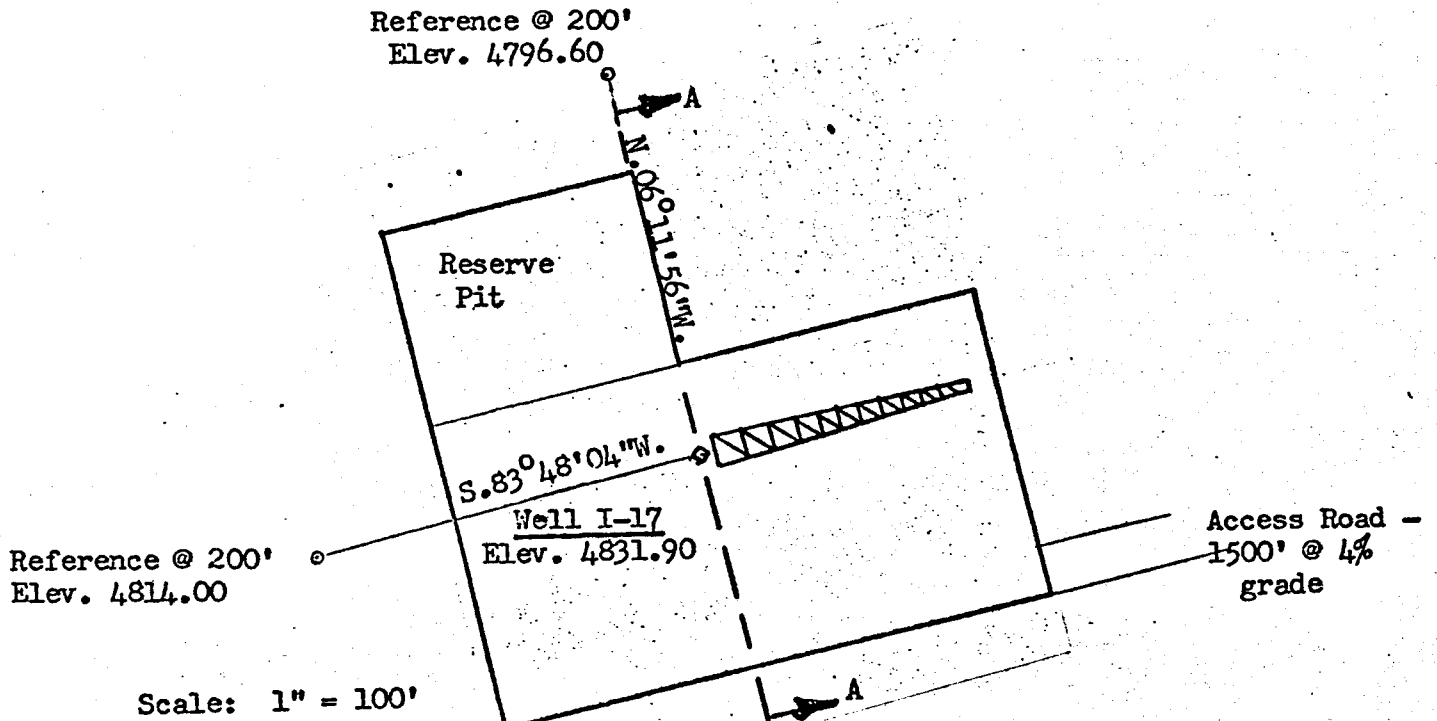 Reference @ 200'
Elev. 4796.60
A
N.06°11'56"W.
Reserve
Pit
S.83°48'04"W.
Well I-17
Elev. 4831.90
Reference @ 200'
Elev. 4814.00
Access Road -
1500' @ 4%
grade
Scale: 1" = 100'
A